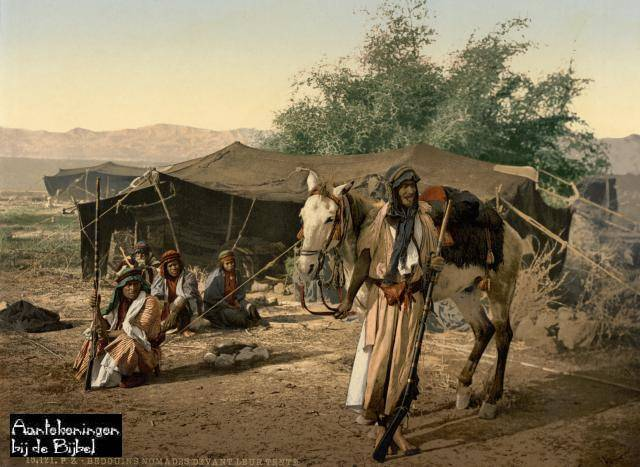 Aantekeningen
bij de Bijbel
P. Z. - BEDOUINS NOMADES DEVANT LEUR TENTE